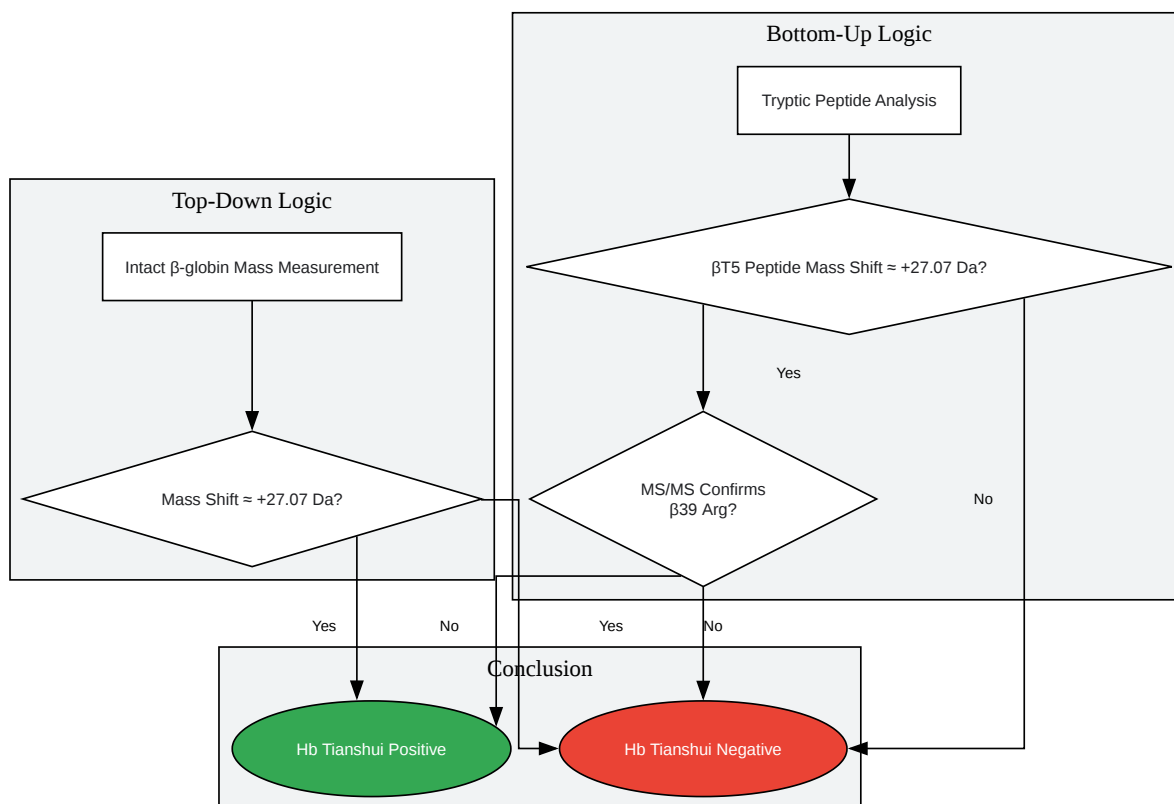 Bottom-Up Logic
Tryptic Peptide Analysis
Top-Down Logic
Intact β-globin Mass Measurement
βT5 Peptide Mass Shift ≈ +27.07 Da?
Yes
Mass Shift ≈ +27.07 Da?
MS/MS Confirms
β39 Arg?
No
Yes
No
Yes
No
Conclusion
Hb Tianshui Positive
Hb Tianshui Negative